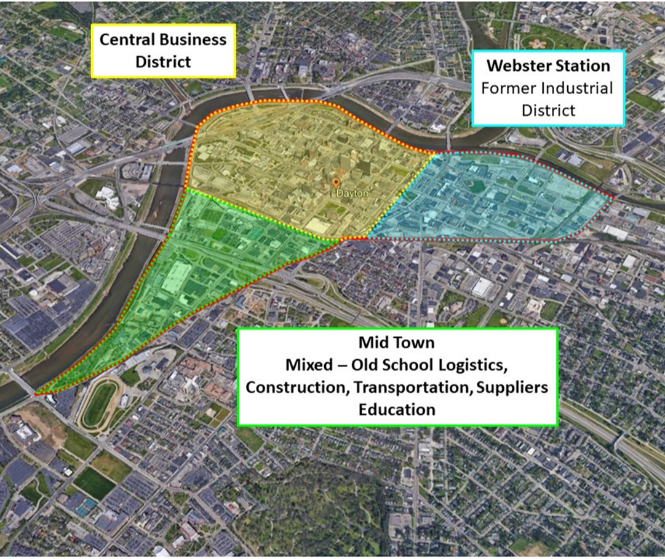 Central Business
District
Webster Station
Former Industrial
District
Dayton
Mid Town
Mixed – Old School Logistics,
Construction, Transportation, Suppliers
Education